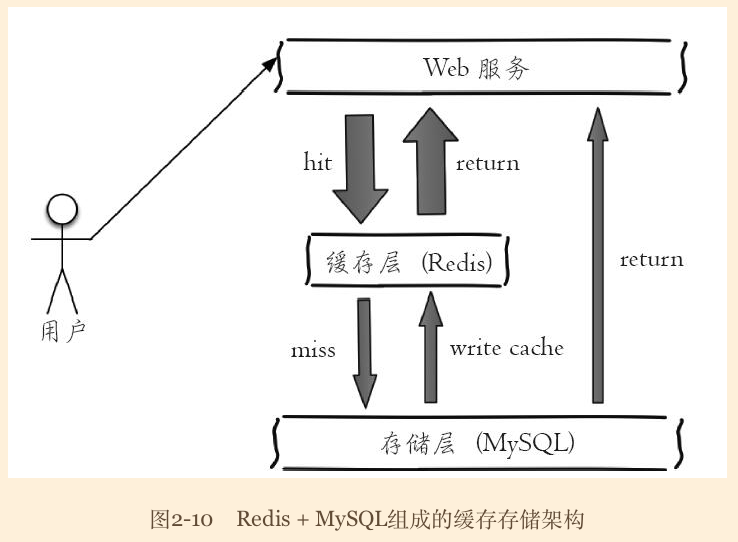 Web 服务
hit
return
缓存层 (Redis)
return
miss
write cache
用户
存储层 (MySQL)
图2-10 Redis + MySQL组成的缓存存储架构